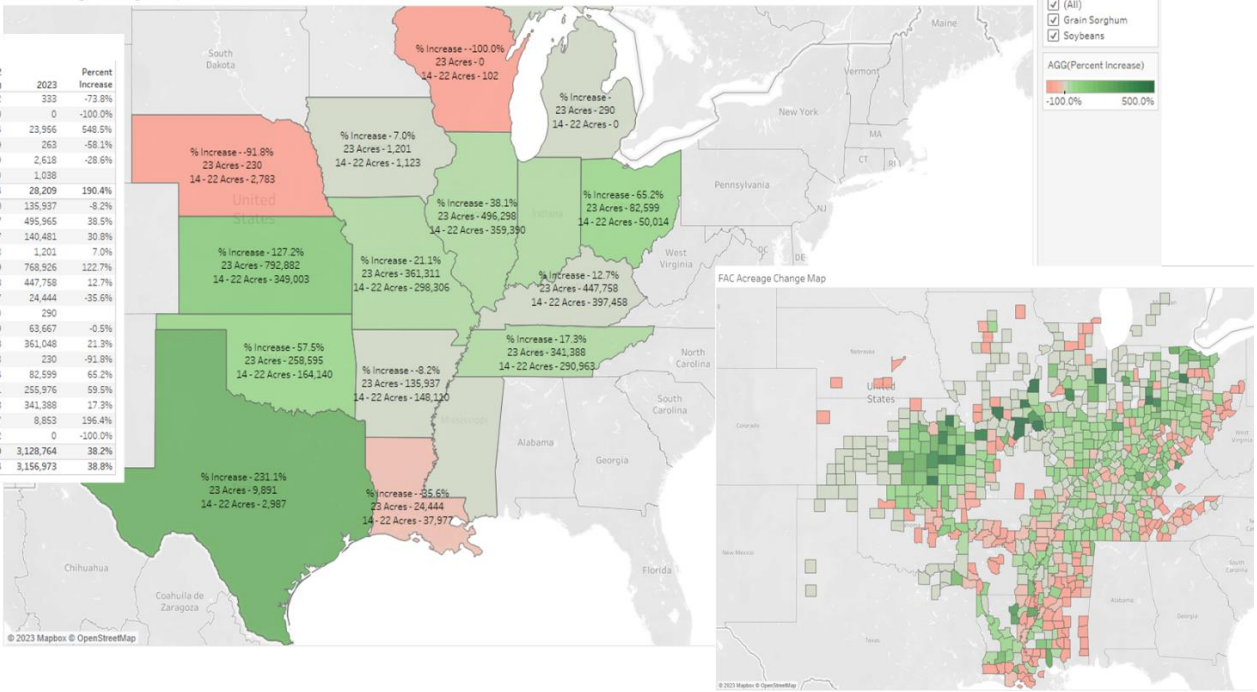 (All)
Grain Sorghum
Soybeans
AGG(Percent Increase)
-100.0% 500.0%
2023 Percent Increase
333 -73.8%
0 -100.0%
23,956 548.5%
263 -58.1%
2,618 -28.6%
1,038
28,209 190.4%
135,937 -8.2%
495,965 38.5%
140,481 30.8%
1,201 7.0%
768,926 122.7%
447,758 12.7%
24,444 -35.6%
290
63,667 -0.5%
361,048 21.3%
230 -91.8%
82,599 65.2%
255,976 59.5%
341,388 17.3%
8,853 196.4%
0 -100.0%
3,128,764 38.2%
3,156,973 38.8%
South
Dakota
% Increase - -100.0%
23 Acres - 0
14 - 22 Acres - 102
% Increase -
23 Acres - 290
14 - 22 Acres - 0
% Increase - 7.0%
23 Acres - 1,201
14 - 22 Acres - 1,123
% Increase - -91.8%
23 Acres - 230
14 - 22 Acres - 2,783
United
States
% Increase - 38.1%
23 Acres - 496,298
14 - 22 Acres - 359,390
Indiana
% Increase - 65.2%
23 Acres - 82,599
14 - 22 Acres - 50,014
% Increase - 127.2%
23 Acres - 792,882
14 - 22 Acres - 349,003
% Increase - 21.1%
23 Acres - 361,311
14 - 22 Acres - 298,306
% Increase - 12.7%
23 Acres - 447,758
14 - 22 Acres - 397,458
% Increase - 57.5%
23 Acres - 258,595
14 - 22 Acres - 164,140
% Increase - -8.2%
23 Acres - 135,937
14 - 22 Acres - 148,110
% Increase - 17.3%
23 Acres - 341,388
14 - 22 Acres - 290,963
% Increase - 231.1%
23 Acres - 9,891
14 - 22 Acres - 2,987
% Increase - -35.6%
23 Acres - 24,444
14 - 22 Acres - 37,977
Mississippi
Maine
Vermont
New York
MA
CT RI
Pennsylvania
NJ
DC DE
West
Virginia
North
Carolina
South
Carolina
Alabama
Georgia
Florida
Chihuahua
Coahuila de
Zaragoza
© 2023 Mapbox © OpenStreetMap
FAC Acreage Change Map
Nebraska
United
States
Colorado
West
Virginia
New Mexico
Texas
Alabama
Georgia
South
Carolina
© 2023 Mapbox © OpenStreetMap